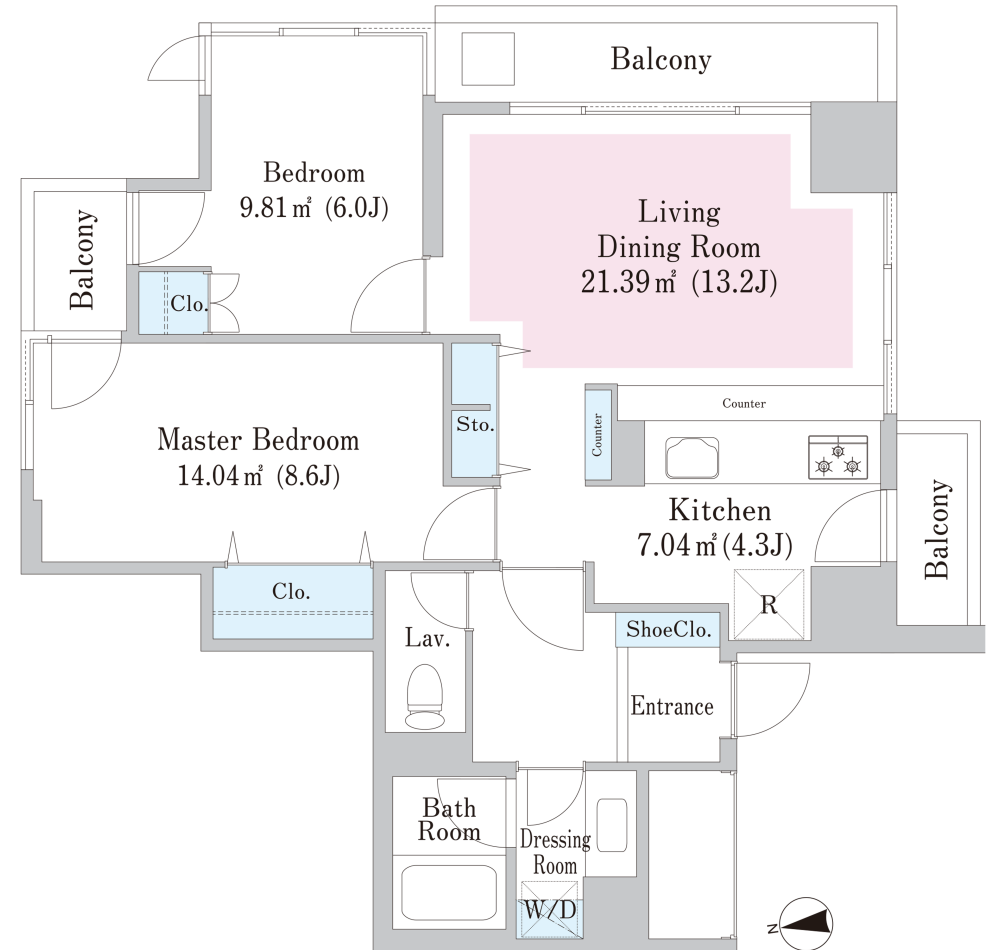 Balcony
Bedroom
9.81㎡ (6.0J)
Living
Dining Room
21.39㎡ (13.2J)
Balcony
Clo.
Counter
Sto.
Counter
Master Bedroom
14.04㎡ (8.6J)
Kitchen
7.04㎡(4.3J)
Balcony
Clo.
R
Lav.
ShoeClo.
Entrance
Bath
Room
Dressing
Room
W/D
N